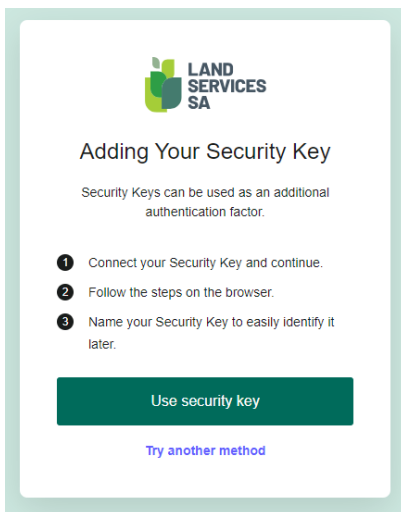 LAND
SERVICES
SA
Adding Your Security Key
Security Keys can be used as an additional
authentication factor.
1 Connect your Security Key and continue.
2 Follow the steps on the browser.
3 Name your Security Key to easily identify it
later.
Use security key
Try another method